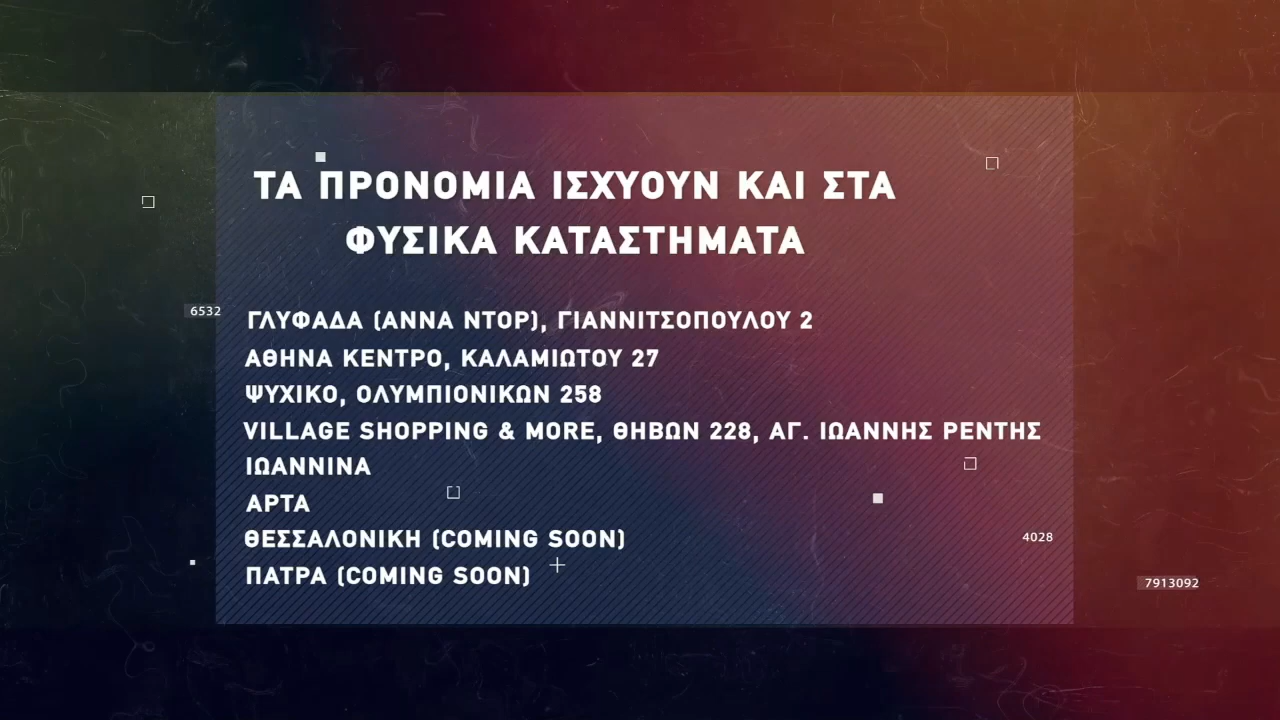 ΤΑ ΠΡΟΝΟΜΙΑ ΙΣΧΥΟΥΝ ΚΑΙ ΣΤΑ
ΦΥΣΙΚΑ ΚΑΤΑΣΤΗΜΑΤΑ
6532
ΓΛΥΦΑΔΑ (ΑΝΝΑ ΝΤΟΡ), ΓΙΑΝΝΙΤΣΟΠΟΥΛΟΥ 2
ΑΘΗΝΑ ΚΕΝΤΡΟ, ΚΑΛΑΜΙΩΤΟΥ 27
ΨΥΧΙΚΟ, ΟΛΥΜΠΙΟΝΙΚΩΝ 258
VILLAGE SHOPPING & MORE, ΘΗΒΩΝ 228, ΑΓ. ΙΩΑΝΝΗΣ ΡΕΝΤΗΣ
ΙΩΑΝΝΙΝΑ
ΑΡΤΑ
ΘΕΣΣΑΛΟΝΙΚΗ (COMING SOON)
4028
ΠΑΤΡΑ (COMING SOON)
7913092